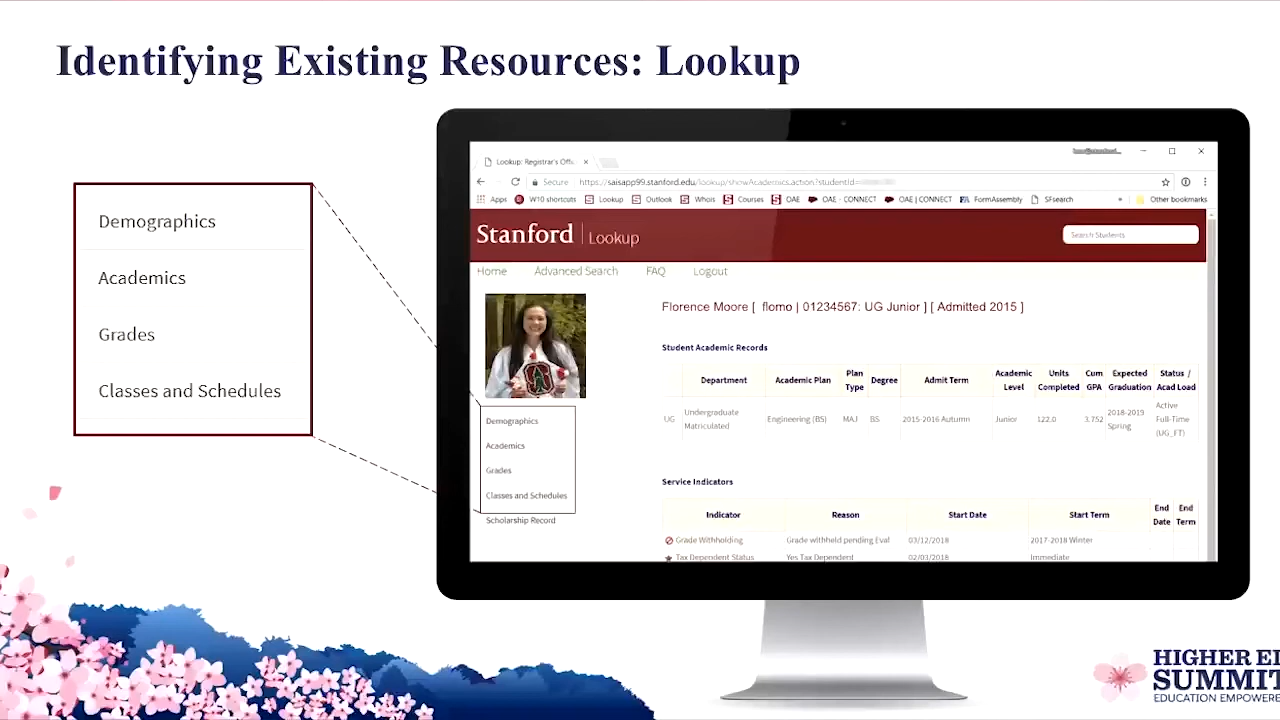 Identifying Existing Resources: Lookup
Demographics
Academics
Grades
Classes and Schedules
Lookup: Registrar's Offi
Secure https://saisapp99.stanford.edu/lookup/showAcademics.action?studentId=
Apps W10 shortcuts Lookup Outlook Whois Courses OAE OAE - CONNECT OAE | CONNECT FormAssembly SFsearch » Other bookmarks
Stanford | Lookup
Search Students
Home Advanced Search FAQ Logout
Florence Moore [ flomo | 01234567: UG Junior ] [ Admitted 2015 ]
Student Academic Records
Department Academic Plan Plan Type Degree Admit Term Academic Level Units Completed Cum GPA Expected Graduation Status / Acad Load
UG Undergraduate Matriculated Engineering (BS) MAJ BS 2015-2016 Autumn Junior 122.0 3.752 2018-2019 Spring Active Full-Time (UG_FT)
Demographics
Academics
Grades
Classes and Schedules
Scholarship Record
Service Indicators
Indicator Reason Start Date Start Term End Date End Term
Grade Withholding Grade withheld pending Eval 03/12/2018 2017-2018 Winter
Tax Dependent Status Yes Tax Dependent 02/03/2018 Immediate
HIGHER E
SUMMIT
EDUCATION EMPOWERE